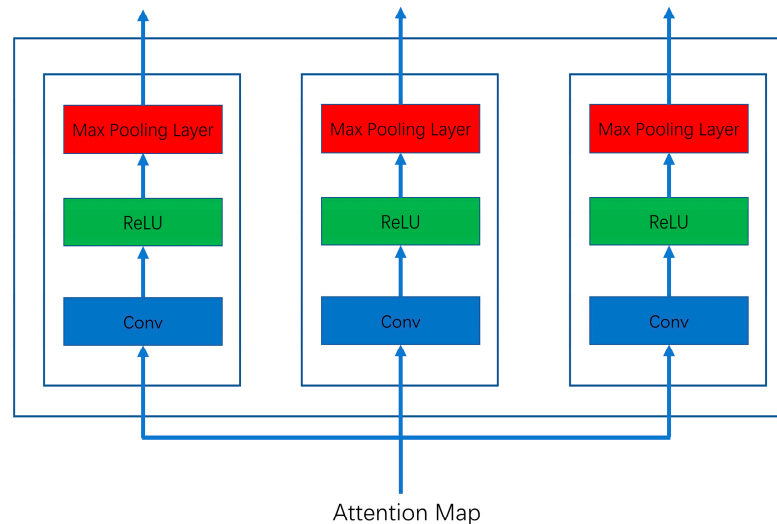 Max Pooling Layer
Max Pooling Layer
Max Pooling Layer
ReLU
ReLU
ReLU
Conv
Conv
Conv
Attention Map